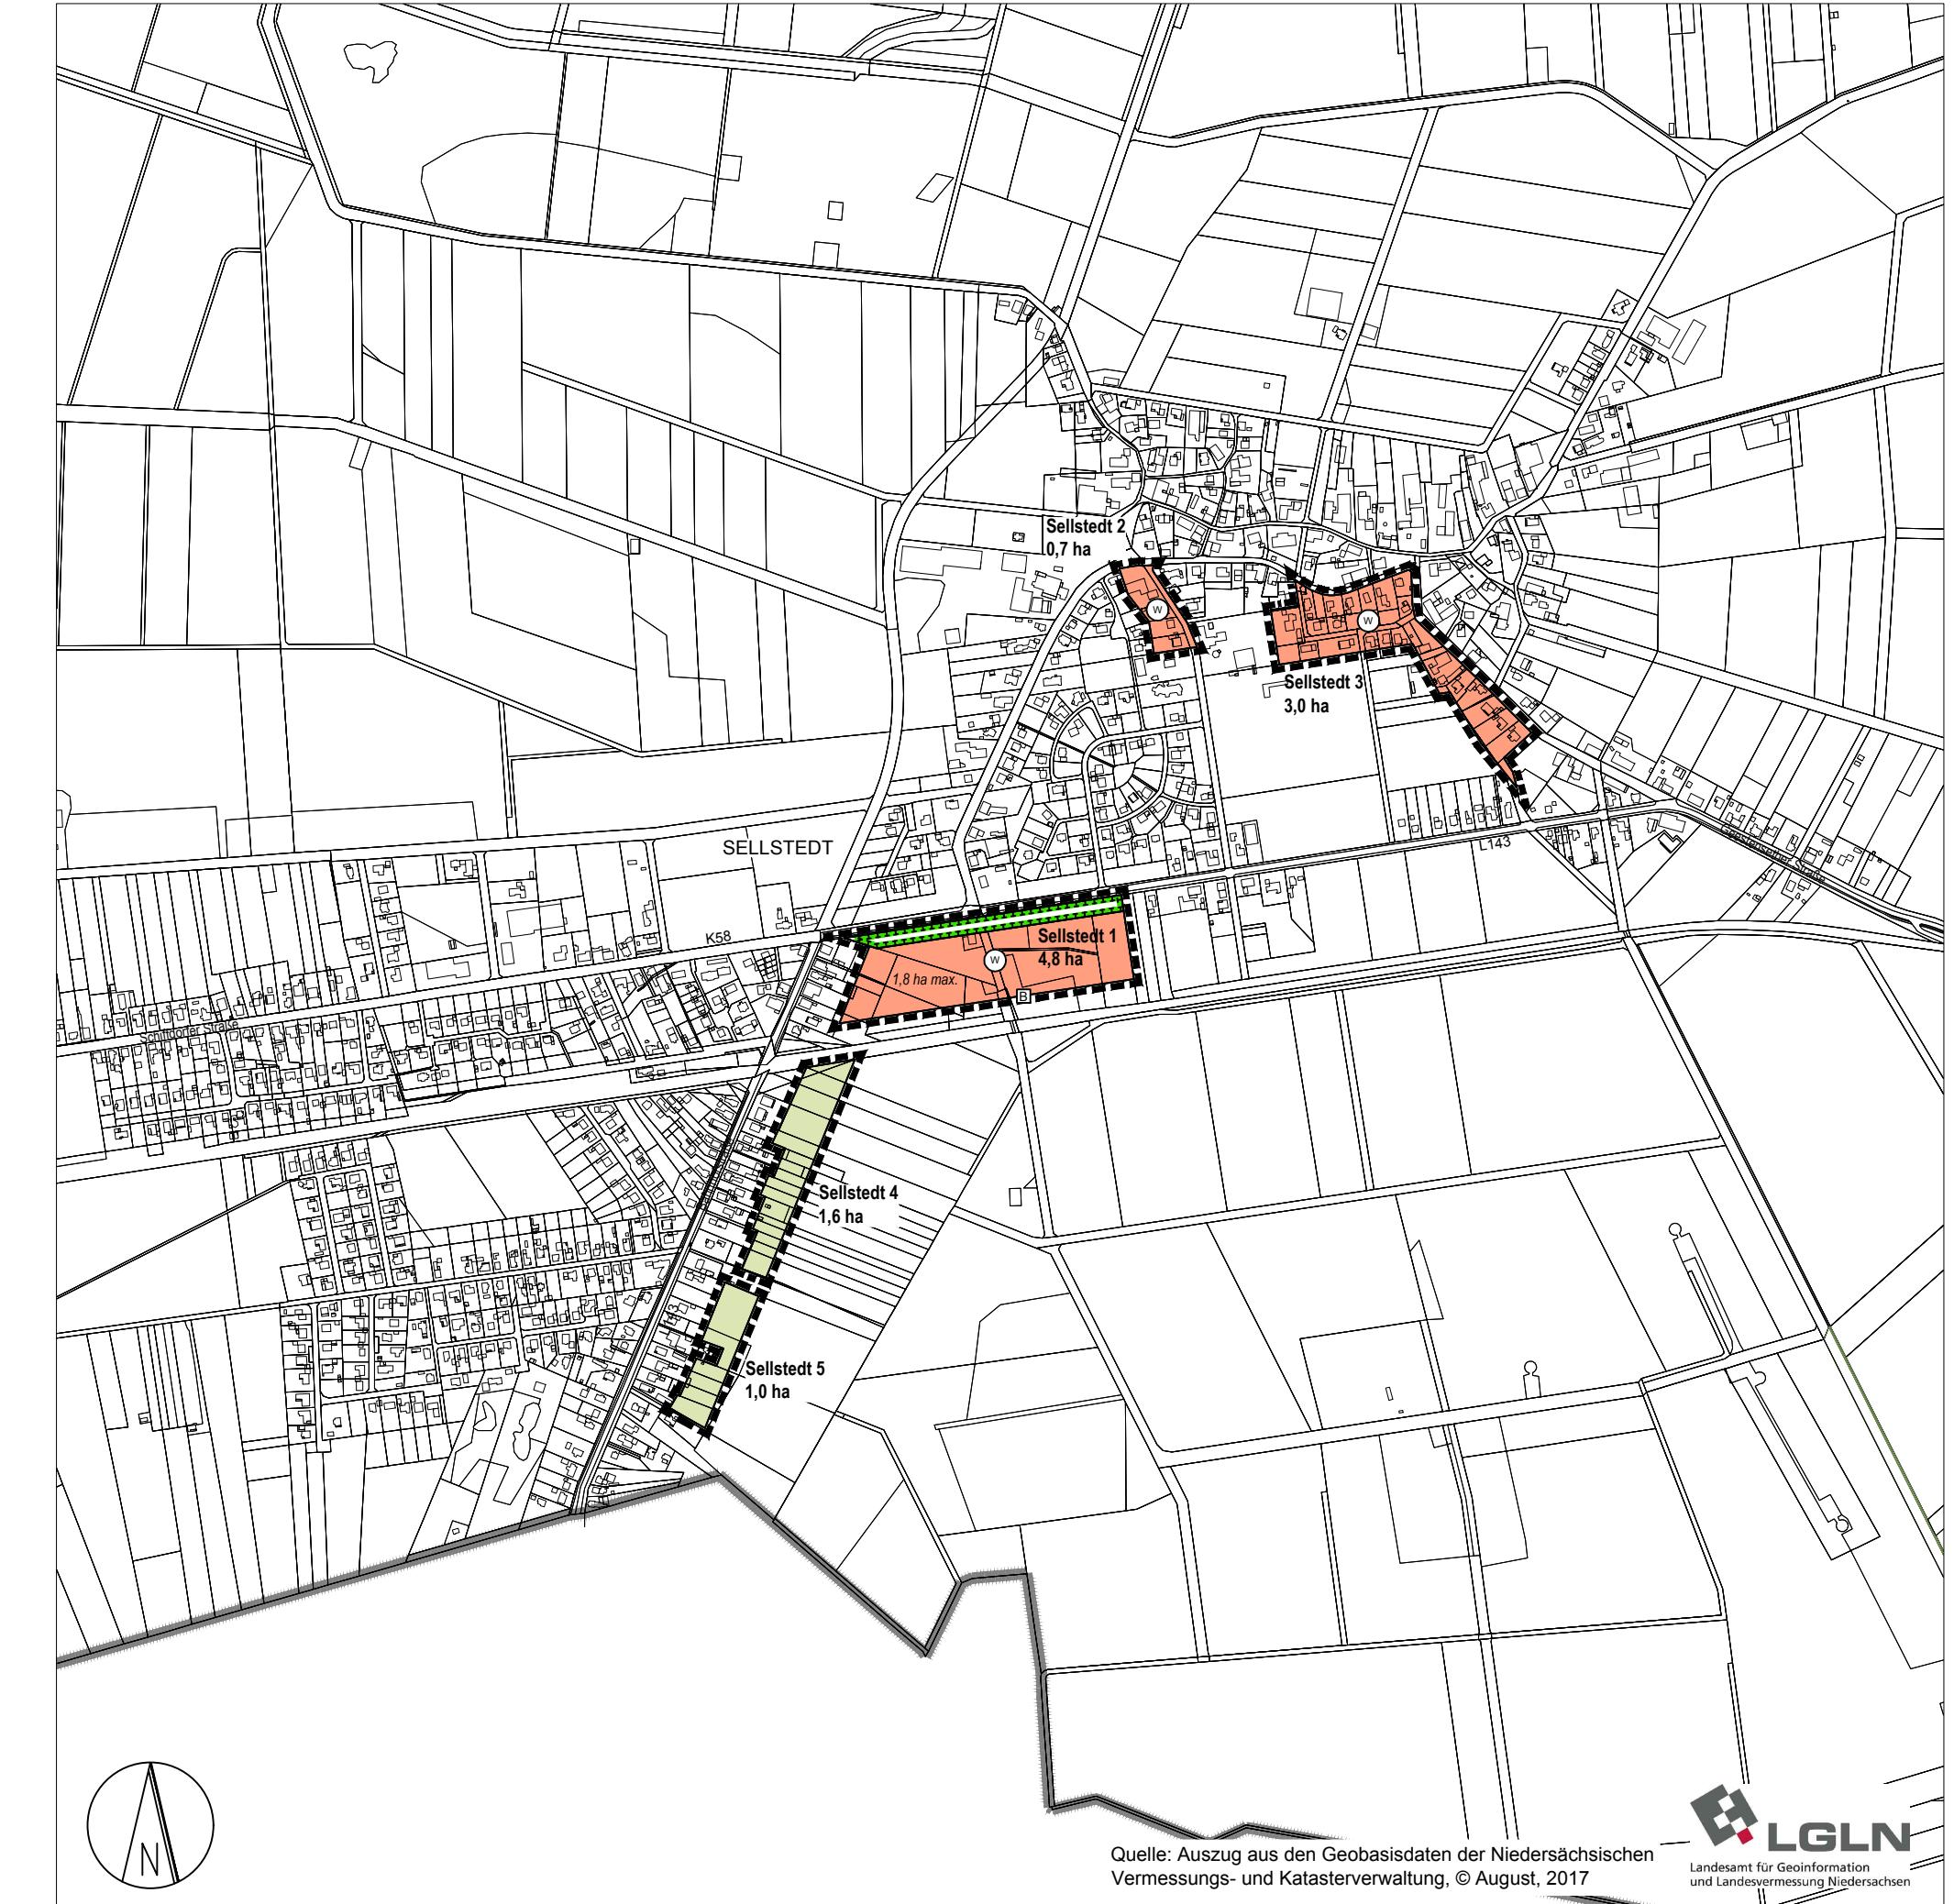 Sellstedt 2
0,7 ha
W
W
Sellstedt 3
3,0 ha
SELLSTEDT
L143
K58
Sellstedt 1
4,8 ha
W
1,8 ha max.
B
Schiffdorfer Straße
Sellstedt 4
1,6 ha
Sellstedt 5
1,0 ha
N
LGLN
Quelle: Auszug aus den Geobasisdaten der Niedersächsischen
Vermessungs- und Katasterverwaltung, © August, 2017
Landesamt für Geoinformation
und Landesvermessung Niedersachsen